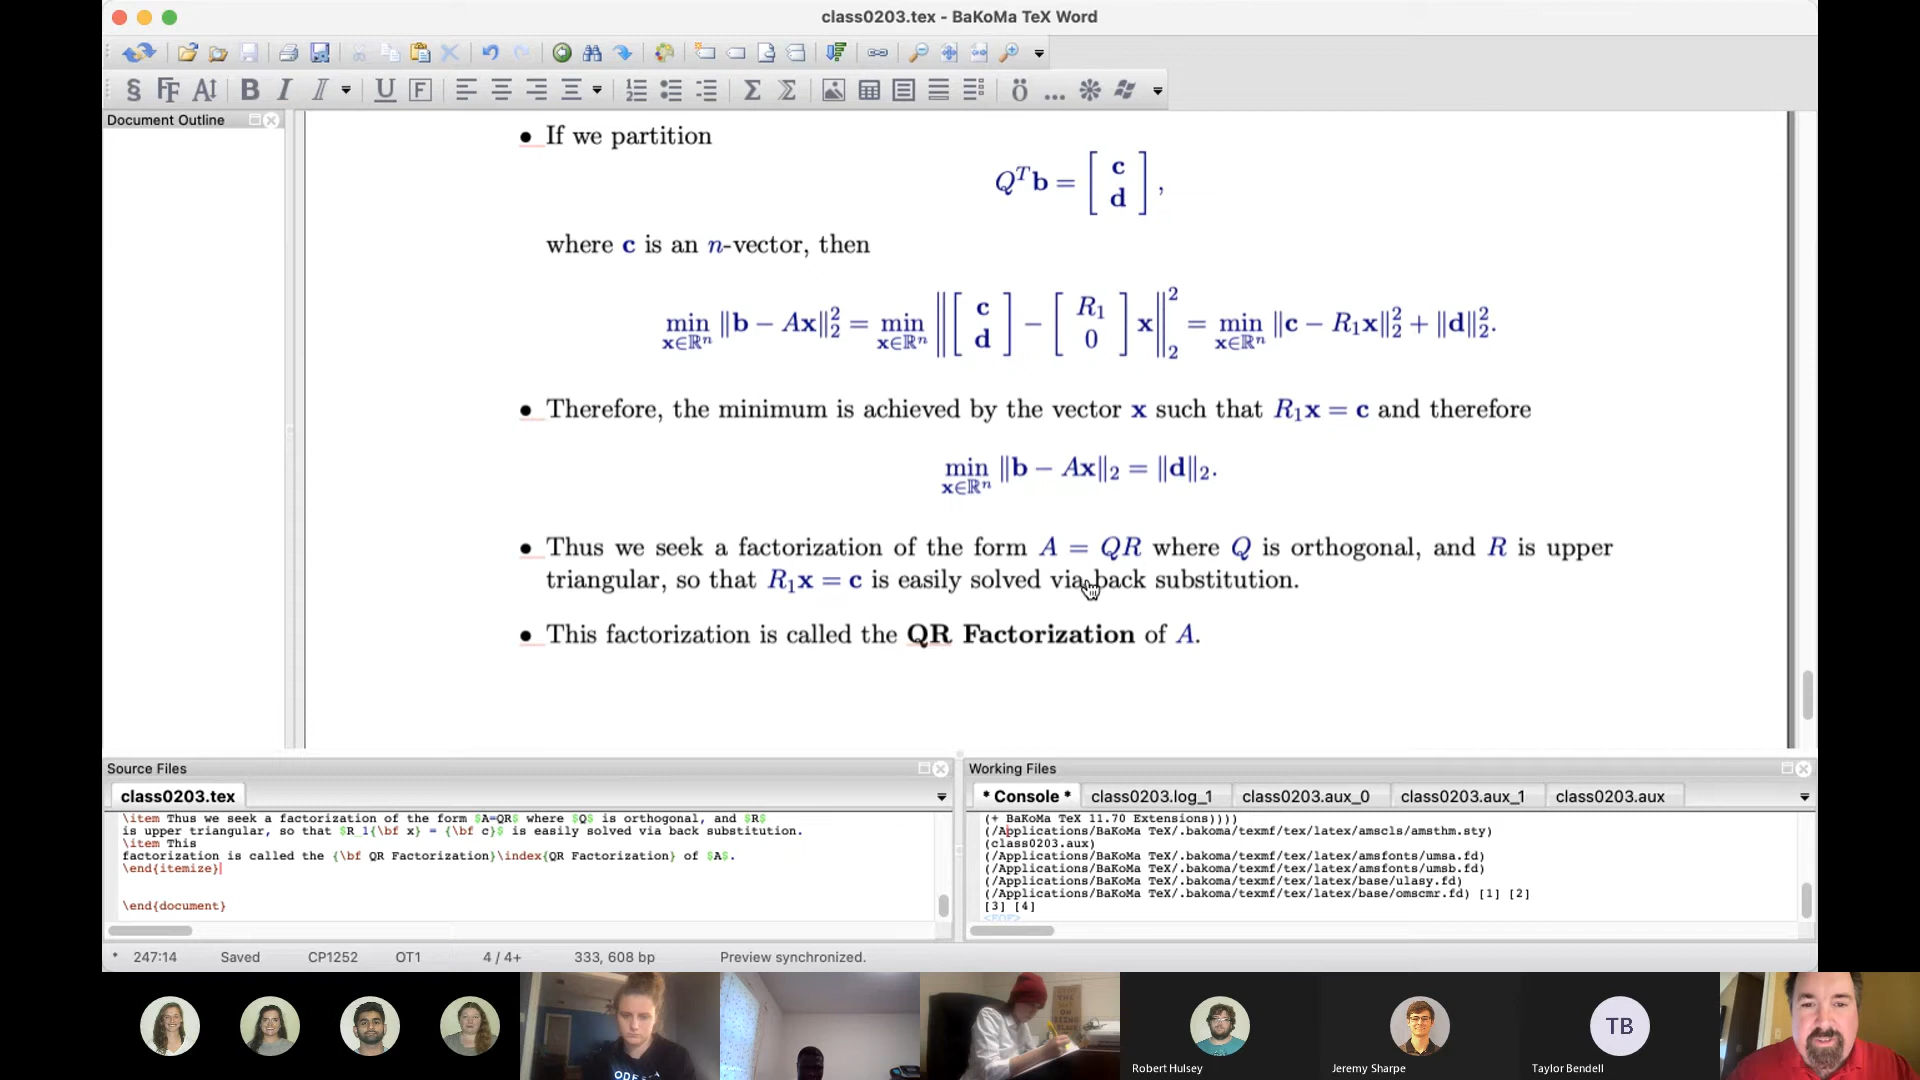 class0203.tex - BaKoMa TeX Word
§ FF A B I I U F Σ Σ Ö ...
Document Outline
• If we partition
Q^T b = [ c
d ] ,
where c is an n-vector, then
min x∈ℝ^n ‖b − Ax‖₂² = min x∈ℝ^n ‖ [ c d ] − [ R₁ 0 ] x ‖₂² = min x∈ℝ^n ‖c − R₁x‖₂² + ‖d‖₂².
• Therefore, the minimum is achieved by the vector x such that R₁x = c and therefore
min x∈ℝ^n ‖b − Ax‖₂ = ‖d‖₂.
• Thus we seek a factorization of the form A = QR where Q is orthogonal, and R is upper
triangular, so that R₁x = c is easily solved via back substitution.
• This factorization is called the QR Factorization of A.
Source Files
class0203.tex
\item Thus we seek a factorization of the form $A=QR$ where $Q$ is orthogonal, and $R$
is upper triangular, so that $R_1{\bf x} = {\bf c}$ is easily solved via back substitution.
\item This
factorization is called the {\bf QR Factorization}\index{QR Factorization} of $A$.
\end{itemize}
\end{document}
Working Files
* Console * class0203.log_1 class0203.aux_0 class0203.aux_1 class0203.aux
(+ BaKoMa TeX 11.70 Extensions))))
(/Applications/BaKoMa TeX/.bakoma/texmf/tex/latex/amscls/amsthm.sty)
(class0203.aux)
(/Applications/BaKoMa TeX/.bakoma/texmf/tex/latex/amsfonts/umsa.fd)
(/Applications/BaKoMa TeX/.bakoma/texmf/tex/latex/amsfonts/umsb.fd)
(/Applications/BaKoMa TeX/.bakoma/texmf/tex/latex/base/ulasy.fd)
(/Applications/BaKoMa TeX/.bakoma/texmf/tex/latex/base/omscmr.fd) [1] [2]
[3] [4]
* 247:14 Saved CP1252 OT1 4 / 4+ 333, 608 bp Preview synchronized.
TB
Robert Hulsey
Jeremy Sharpe
Taylor Bendell